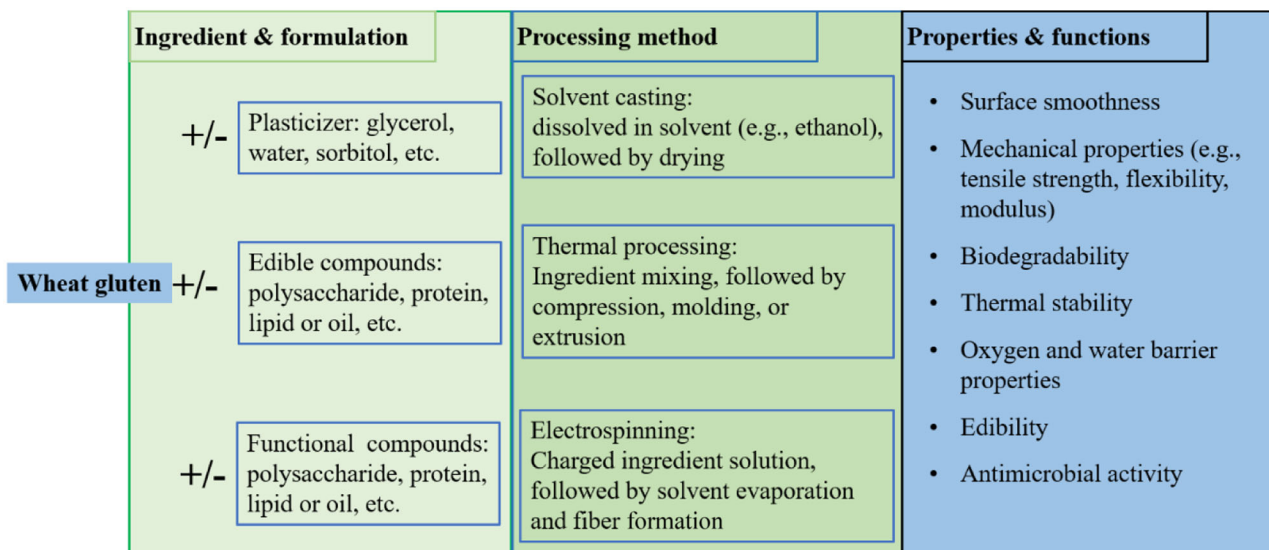 Ingredient & formulation
Processing method
Properties & functions
Wheat gluten
+/-
Plasticizer: glycerol,
water, sorbitol, etc.
+/-
Edible compounds:
polysaccharide, protein,
lipid or oil, etc.
+/-
Functional compounds:
polysaccharide, protein,
lipid or oil, etc.
Solvent casting:
dissolved in solvent (e.g., ethanol),
followed by drying
Thermal processing:
Ingredient mixing, followed by
compression, molding, or
extrusion
Electrospinning:
Charged ingredient solution,
followed by solvent evaporation
and fiber formation
• Surface smoothness
• Mechanical properties (e.g.,
tensile strength, flexibility,
modulus)
• Biodegradability
• Thermal stability
• Oxygen and water barrier
properties
• Edibility
• Antimicrobial activity